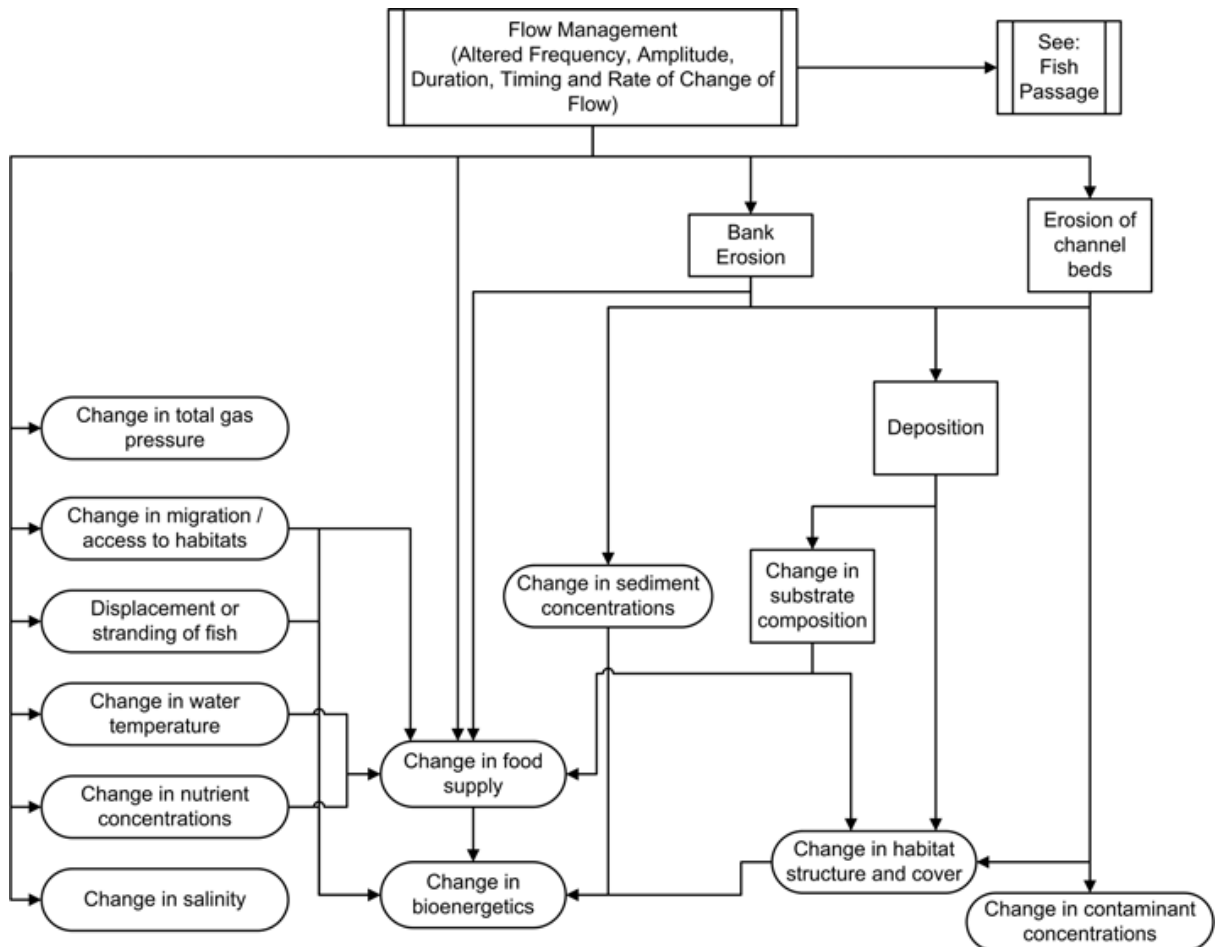 Flow Management
(Altered Frequency, Amplitude,
Duration, Timing and Rate of Change of
Flow)
See:
Fish
Passage
Bank
Erosion
Erosion of
channel
beds
Deposition
Change in total gas
pressure
Change in migration /
access to habitats
Change in sediment
concentrations
Change in
substrate
composition
Displacement or
stranding of fish
Change in water
temperature
Change in food
supply
Change in nutrient
concentrations
Change in habitat
structure and cover
Change in salinity
Change in
bioenergetics
Change in contaminant
concentrations